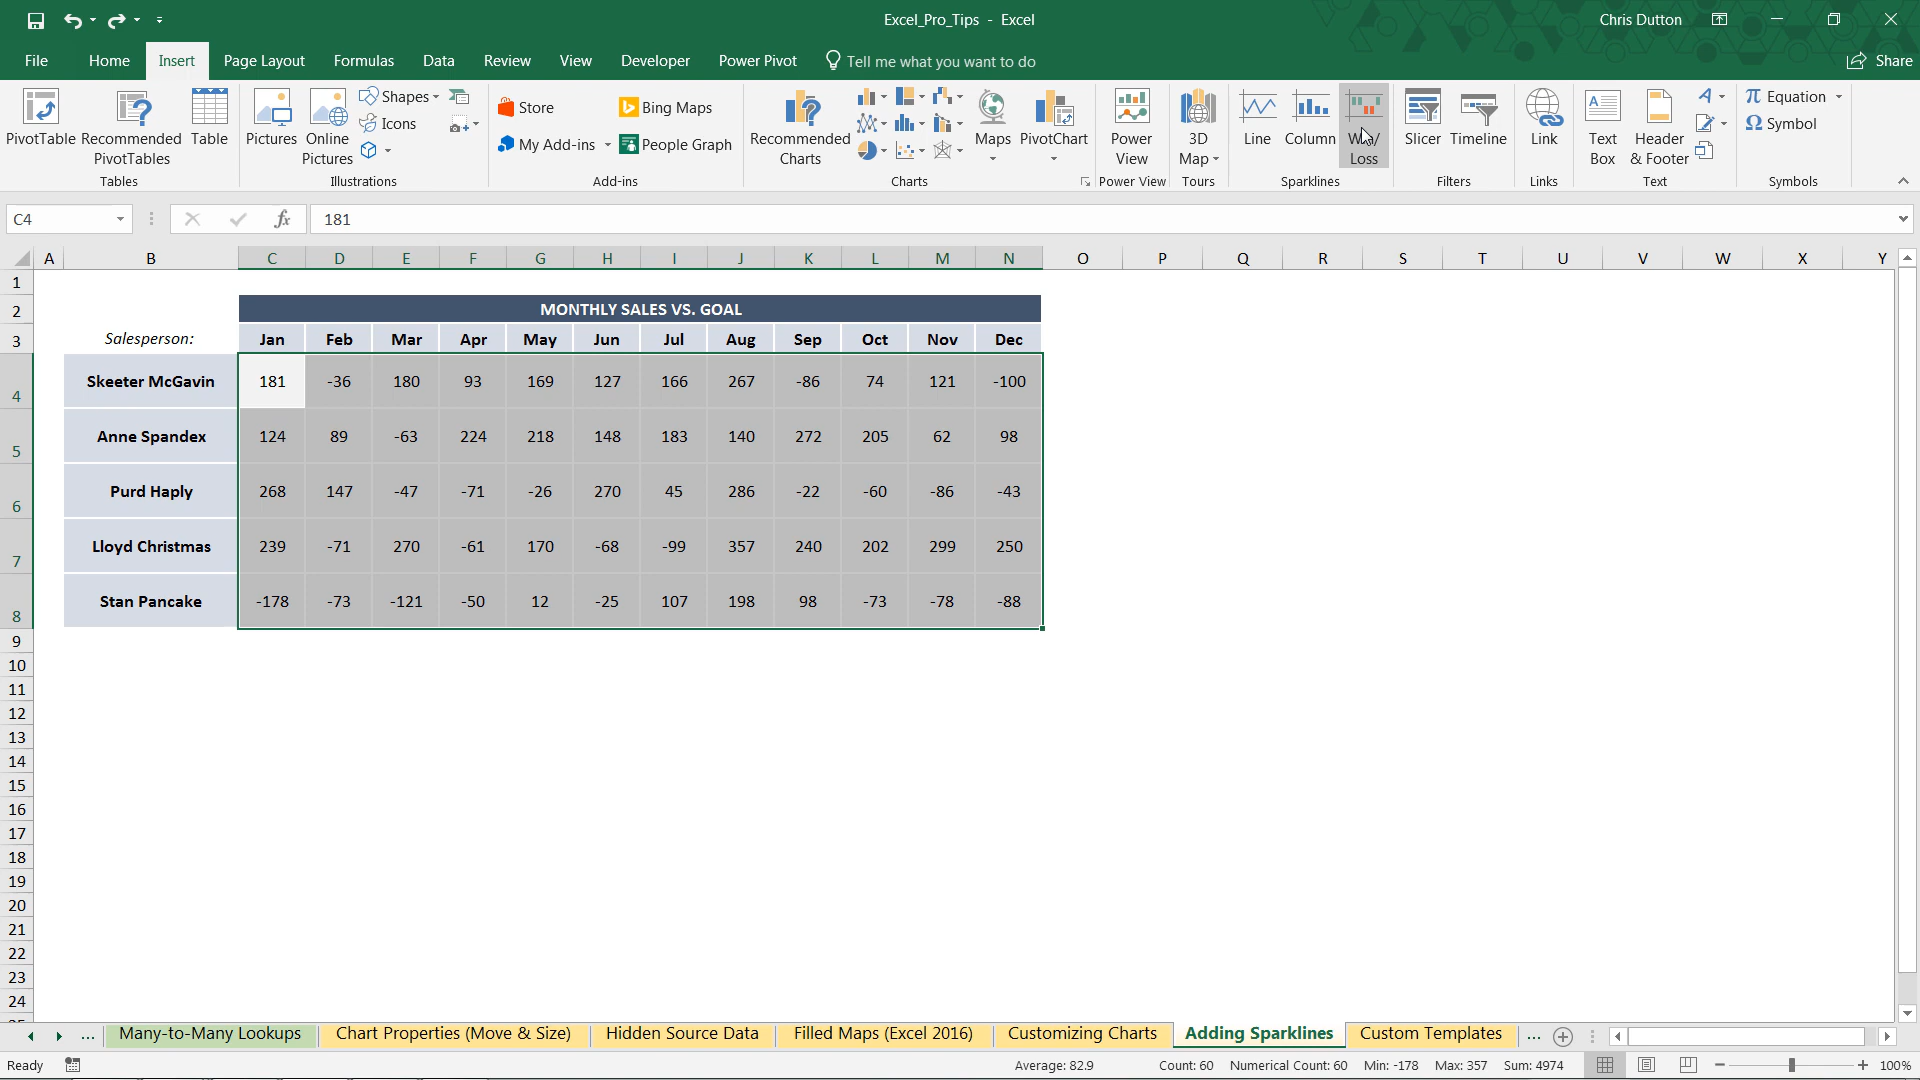 Excel_Pro_Tips - Excel
Chris Dutton
File Home Insert Page Layout Formulas Data Review View Developer Power Pivot Tell me what you want to do Share
PivotTable
Recommended
PivotTables
Table
Tables
Pictures
Online
Pictures
Shapes
Icons
Illustrations
Store
My Add-ins
Bing Maps
People Graph
Add-ins
Recommended
Charts
Maps
PivotChart
Charts
Power
View
Power View
3D
Map
Tours
Line
Column
Win/
Loss
Sparklines
Slicer
Timeline
Filters
Link
Links
Text
Box
Header
& Footer
Text
π Equation
Ω Symbol
Symbols
C4 fx 181
A B C D E F G H I J K L M N O P Q R S T U V W X Y
1
2 MONTHLY SALES VS. GOAL
3 Salesperson: Jan Feb Mar Apr May Jun Jul Aug Sep Oct Nov Dec
4 Skeeter McGavin 181 -36 180 93 169 127 166 267 -86 74 121 -100
5 Anne Spandex 124 89 -63 224 218 148 183 140 272 205 62 98
6 Purd Haply 268 147 -47 -71 -26 270 45 286 -22 -60 -86 -43
7 Lloyd Christmas 239 -71 270 -61 170 -68 -99 357 240 202 299 250
8 Stan Pancake -178 -73 -121 -50 12 -25 107 198 98 -73 -78 -88
9
10
11
12
13
14
15
16
17
18
19
20
21
22
23
24
... Many-to-Many Lookups Chart Properties (Move & Size) Hidden Source Data Filled Maps (Excel 2016) Customizing Charts Adding Sparklines Custom Templates ...
Ready Average: 82.9 Count: 60 Numerical Count: 60 Min: -178 Max: 357 Sum: 4974 100%